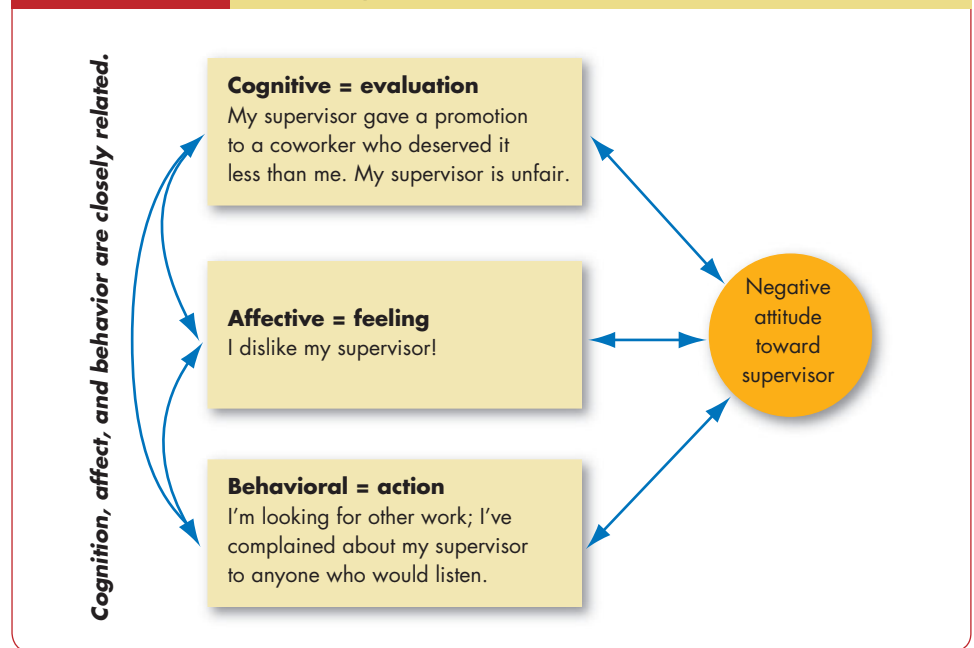 Cognition, affect, and behavior are closely related.
Cognitive = evaluation
My supervisor gave a promotion
to a coworker who deserved it
less than me. My supervisor is unfair.
Affective = feeling
I dislike my supervisor!
Behavioral = action
I'm looking for other work; I've
complained about my supervisor
to anyone who would listen.
Negative
attitude
toward
supervisor